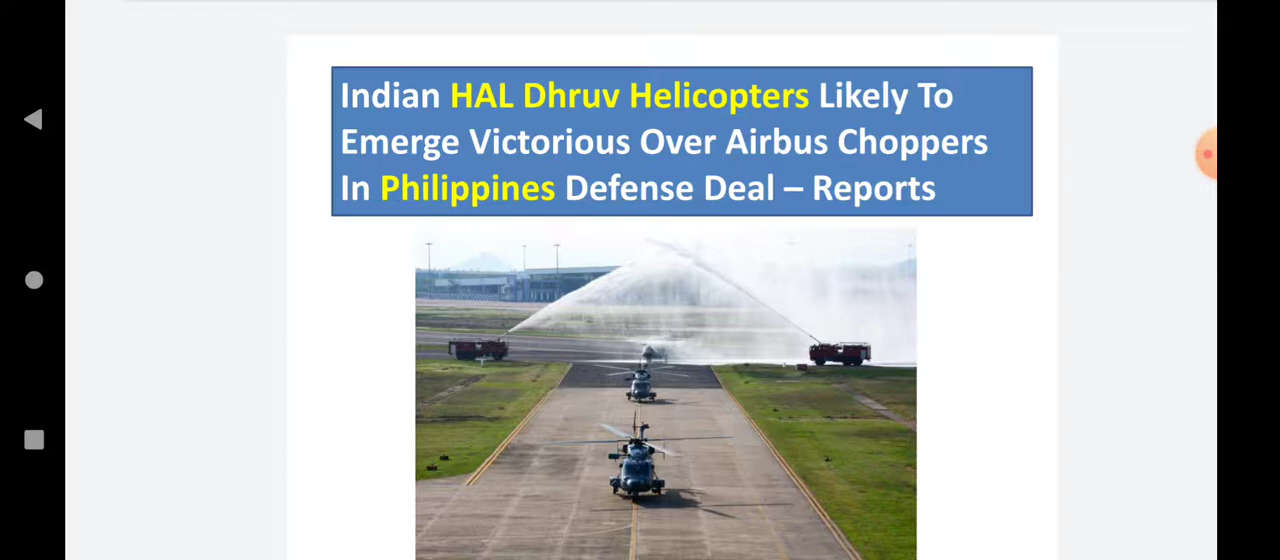 Indian HAL Dhruv Helicopters Likely To
Emerge Victorious Over Airbus Choppers
In Philippines Defense Deal – Reports